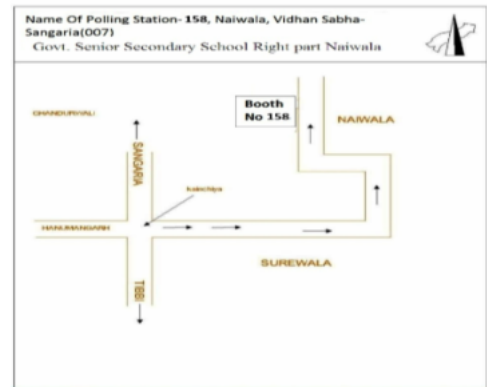 Name Of Polling Station- 158, Naiwala, Vidhan Sabha-
Sangaria(007)
Govt. Senior Secondary School Right part Naiwala
Booth
No 158
NAIWALA
CHANDURWALI
SANGARIA
kainchiya
HANUMANGARH
SUREWALA
TIBBI